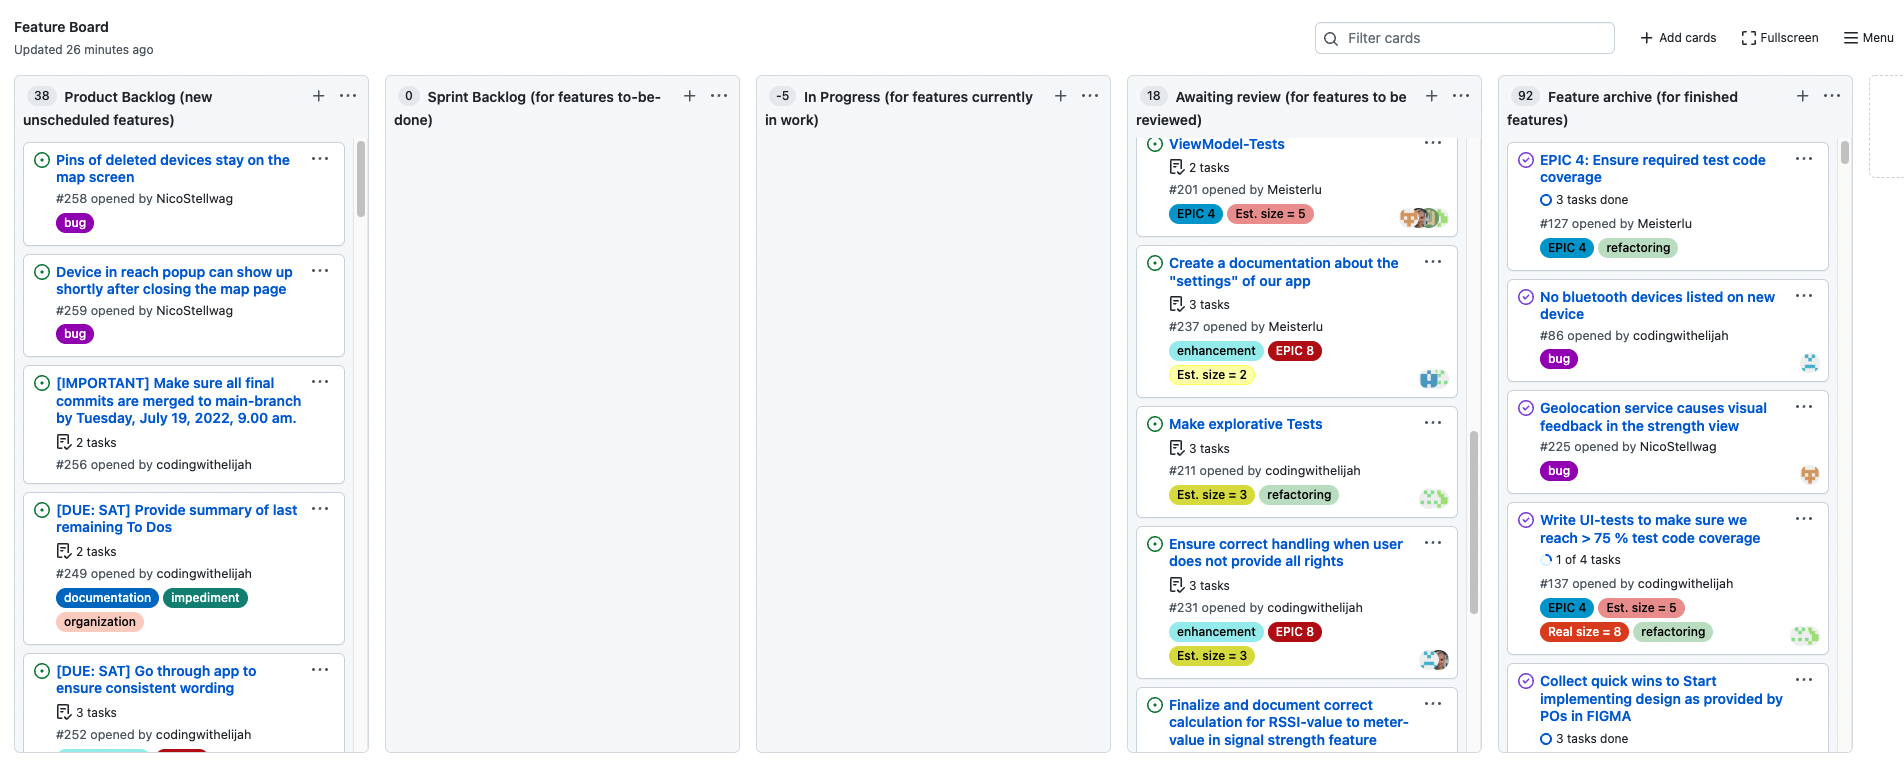 Feature Board
Updated 26 minutes ago
Filter cards
Add cards
Fullscreen
Menu
38 Product Backlog (new
unscheduled features)
Pins of deleted devices stay on the
map screen
#258 opened by NicoStellwag
bug
Device in reach popup can show up
shortly after closing the map page
#259 opened by NicoStellwag
bug
[IMPORTANT] Make sure all final
commits are merged to main-branch
by Tuesday, July 19, 2022, 9.00 am.
2 tasks
#256 opened by codingwithelijah
[DUE: SAT] Provide summary of last
remaining To Dos
2 tasks
#249 opened by codingwithelijah
documentation impediment
organization
[DUE: SAT] Go through app to
ensure consistent wording
3 tasks
#252 opened by codingwithelijah
0 Sprint Backlog (for features to-be-
done)
-5 In Progress (for features currently
in work)
18 Awaiting review (for features to be
reviewed)
ViewModel-Tests
2 tasks
#201 opened by Meisterlu
EPIC 4 Est. size = 5
Create a documentation about the
"settings" of our app
3 tasks
#237 opened by Meisterlu
enhancement EPIC 8
Est. size = 2
Make explorative Tests
3 tasks
#211 opened by codingwithelijah
Est. size = 3 refactoring
Ensure correct handling when user
does not provide all rights
3 tasks
#231 opened by codingwithelijah
enhancement EPIC 8
Est. size = 3
Finalize and document correct
calculation for RSSI-value to meter-
value in signal strength feature
92 Feature archive (for finished
features)
EPIC 4: Ensure required test code
coverage
3 tasks done
#127 opened by Meisterlu
EPIC 4 refactoring
No bluetooth devices listed on new
device
#86 opened by codingwithelijah
bug
Geolocation service causes visual
feedback in the strength view
#225 opened by NicoStellwag
bug
Write UI-tests to make sure we
reach > 75 % test code coverage
1 of 4 tasks
#137 opened by codingwithelijah
EPIC 4 Est. size = 5
Real size = 8 refactoring
Collect quick wins to Start
implementing design as provided by
POs in FIGMA
3 tasks done